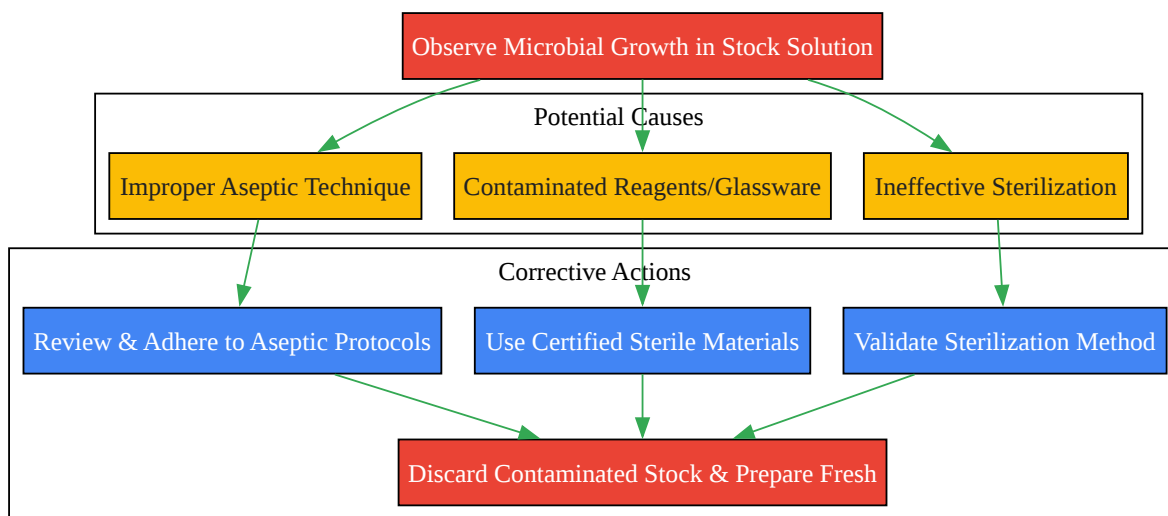 Observe Microbial Growth in Stock Solution
Potential Causes
Improper Aseptic Technique
Contaminated Reagents/Glassware
Ineffective Sterilization
Corrective Actions
Review & Adhere to Aseptic Protocols
Use Certified Sterile Materials
Validate Sterilization Method
Discard Contaminated Stock & Prepare Fresh